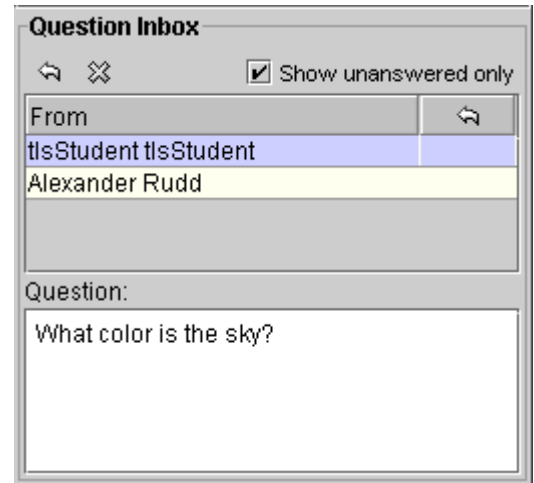 Question Inbox
Show unanswered only
From
tlsStudent tlsStudent
Alexander Rudd
Question:
What color is the sky?